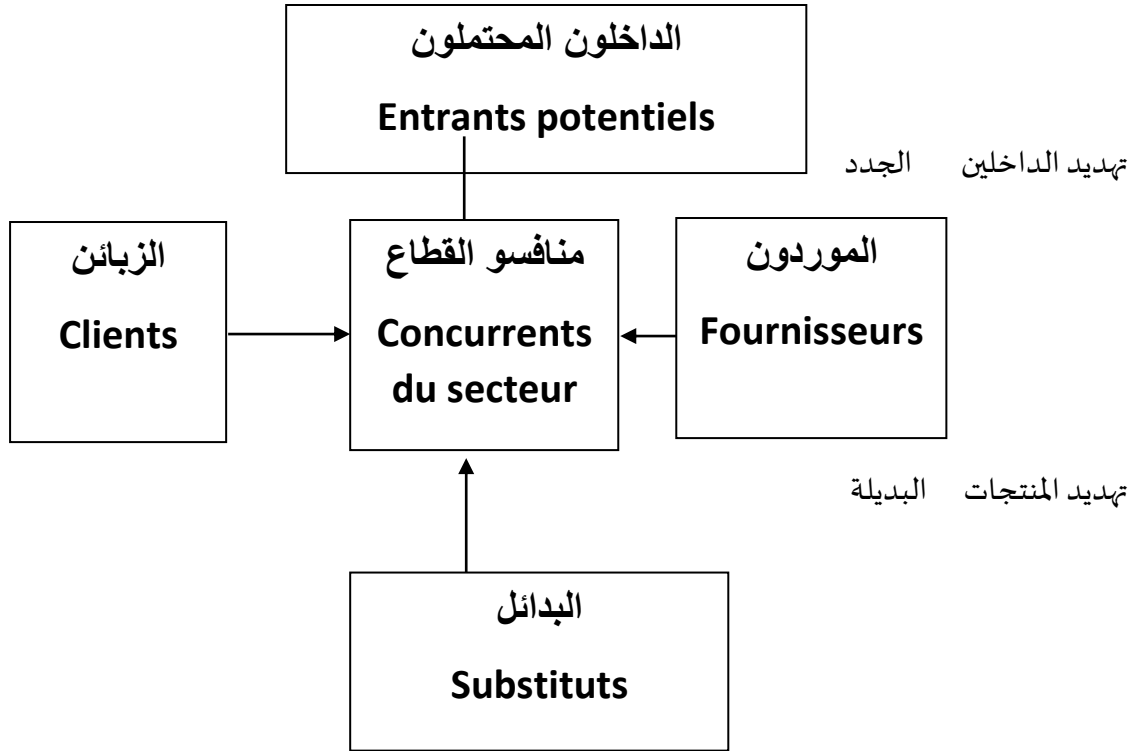 الداخلون المحتملون
Entrants potentiels
تهديد الداخلين الجدد
الزبائن
Clients
منافسو القطاع
Concurrents
du secteur
الموردون
Fournisseurs
تهديد المنتجات البديلة
البدائل
Substituts